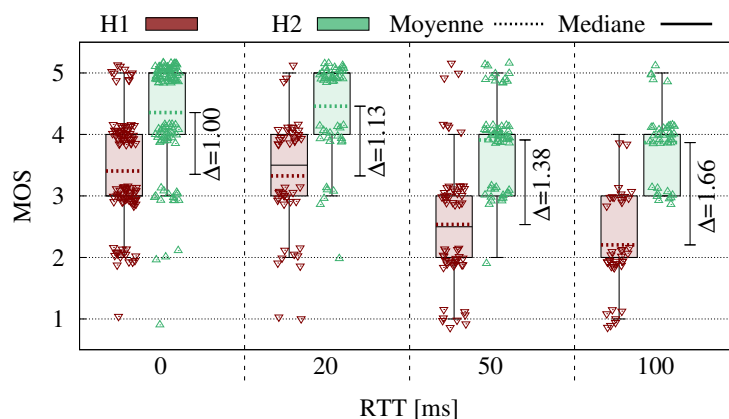 H1 H2 Moyenne Mediane
5
4
3
2
1
MOS
Δ=1.00
Δ=1.13
Δ=1.38
Δ=1.66
0 20 50 100
RTT [ms]